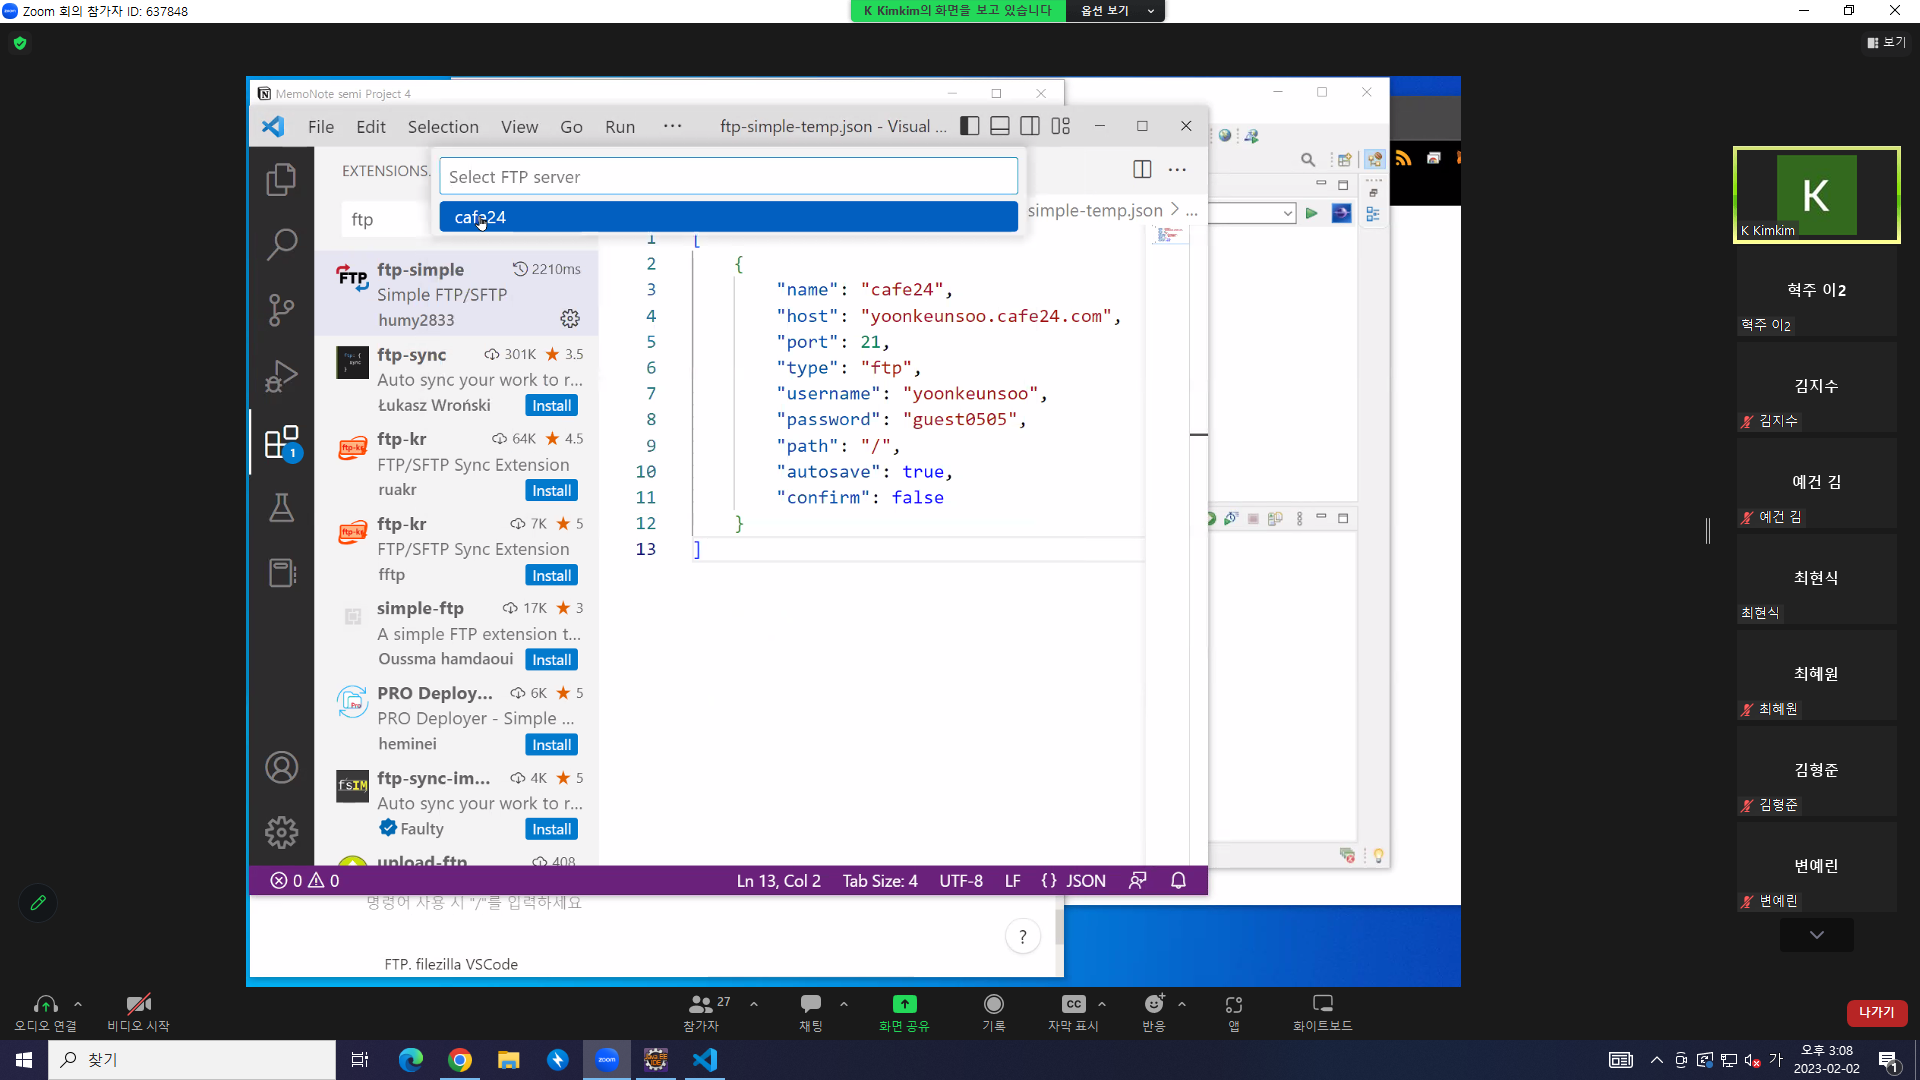 Zoom 회의 참가자 ID: 637848
K Kimkim의 화면을 보고 있습니다
옵션 보기
보기
MemoNote semi Project 4
File Edit Selection View Go Run ···
ftp-simple-temp.json - Visual ...
EXTENSIONS
Select FTP server
cafe24
ftp
simple-temp.json > ...
ftp-simple 2210ms
Simple FTP/SFTP
humy2833
ftp-sync 301K ★ 3.5
Auto sync your work to r...
Łukasz Wroński Install
ftp-kr 64K ★ 4.5
FTP/SFTP Sync Extension
ruakr Install
ftp-kr 7K ★ 5
FTP/SFTP Sync Extension
fftp Install
simple-ftp 17K ★ 3
A simple FTP extension t...
Oussma hamdaoui Install
PRO Deploy... 6K ★ 5
PRO Deployer - Simple ...
heminei Install
ftp-sync-im... 4K ★ 5
Auto sync your work to r...
Faulty Install
upload-ftp 408
1 [
2 {
3 "name": "cafe24",
4 "host": "yoonkeunsoo.cafe24.com",
5 "port": 21,
6 "type": "ftp",
7 "username": "yoonkeunsoo",
8 "password": "guest0505",
9 "path": "/",
10 "autosave": true,
11 "confirm": false
12 }
13 ]
0 0
Ln 13, Col 2 Tab Size: 4 UTF-8 LF {} JSON
명령어 사용 시 "/"를 입력하세요
FTP. filezilla VSCode
?
K
K Kimkim
혁주 이2
혁주 이2
김지수
김지수
예건 김
예건 김
최현식
최현식
최혜원
최혜원
김형준
김형준
변예린
변예린
오디오 연결
비디오 시작
27
참가자
채팅
화면 공유
기록
CC
자막 표시
반응
앱
화이트보드
나가기
찾기
zoom
가
오후 3:08
2023-02-02
1